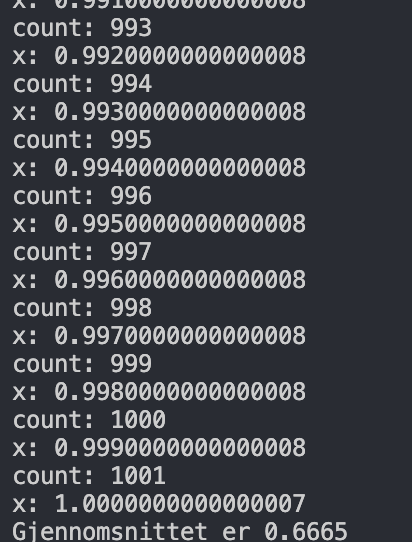 x: 0.9910000000000008
count: 993
x: 0.9920000000000008
count: 994
x: 0.9930000000000008
count: 995
x: 0.9940000000000008
count: 996
x: 0.9950000000000008
count: 997
x: 0.9960000000000008
count: 998
x: 0.9970000000000008
count: 999
x: 0.9980000000000008
count: 1000
x: 0.9990000000000008
count: 1001
x: 1.0000000000000007
Gjennomsnittet er 0.6665